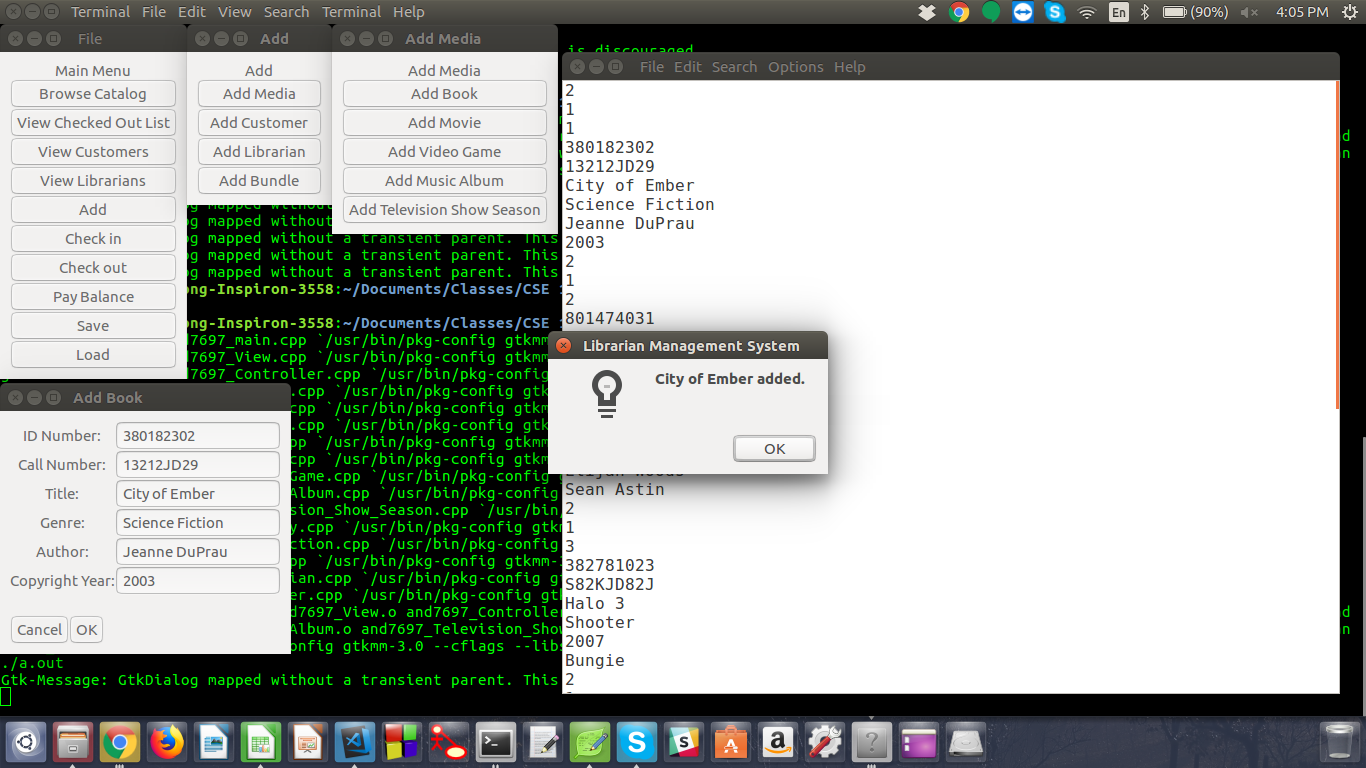 Terminal File Edit View Search Terminal Help
En
(90%)
4:05 PM
File
Main Menu
Browse Catalog
View Checked Out List
View Customers
View Librarians
Add
Check in
Check out
Pay Balance
Save
Load
Add
Add
Add Media
Add Customer
Add Librarian
Add Bundle
Add Media
Add Media
Add Book
Add Movie
Add Video Game
Add Music Album
Add Television Show Season
is discouraged
g mapped without
g mapped without a transient parent. This
g mapped without a transient parent. This
g mapped without a transient parent. This
ng-Inspiron-3558:~/Documents/Classes/CSE
ng-Inspiron-3558:~/Documents/Classes/CSE
d7697_main.cpp `/usr/bin/pkg-config gtkmm
d7697_View.cpp `/usr/bin/pkg-config gtkmm
d7697_Controller.cpp `/usr/bin/pkg-config
.cpp `/usr/bin/pkg-config gtkm
cpp `/usr/bin/pkg-config gtkm
.cpp `/usr/bin/pkg-config gtk
pp `/usr/bin/pkg-config gtkmm
cpp `/usr/bin/pkg-config gtkm
Game.cpp `/usr/bin/pkg-config
Album.cpp `/usr/bin/pkg-config
sion_Show_Season.cpp `/usr/bin/
y.cpp `/usr/bin/pkg-config gtkm
ction.cpp `/usr/bin/pkg-config
pp `/usr/bin/pkg-config gtkmm-
ian.cpp `/usr/bin/pkg-config g
er.cpp `/usr/bin/pkg-config gtk
d7697_View.o and7697_Controller
Album.o and7697_Television_Show
onfig gtkmm-3.0 --cflags --libs
./a.out
Gtk-Message: GtkDialog mapped without a transient parent. This
Add Book
ID Number: 380182302
Call Number: 13212JD29
Title: City of Ember
Genre: Science Fiction
Author: Jeanne DuPrau
Copyright Year: 2003
Cancel OK
File Edit Search Options Help
2
1
1
380182302
13212JD29
City of Ember
Science Fiction
Jeanne DuPrau
2003
2
1
2
801474031
Librarian Management System
City of Ember added.
OK
Elijah Woods
Sean Astin
2
1
3
382781023
S82KJD82J
Halo 3
Shooter
2007
Bungie
2